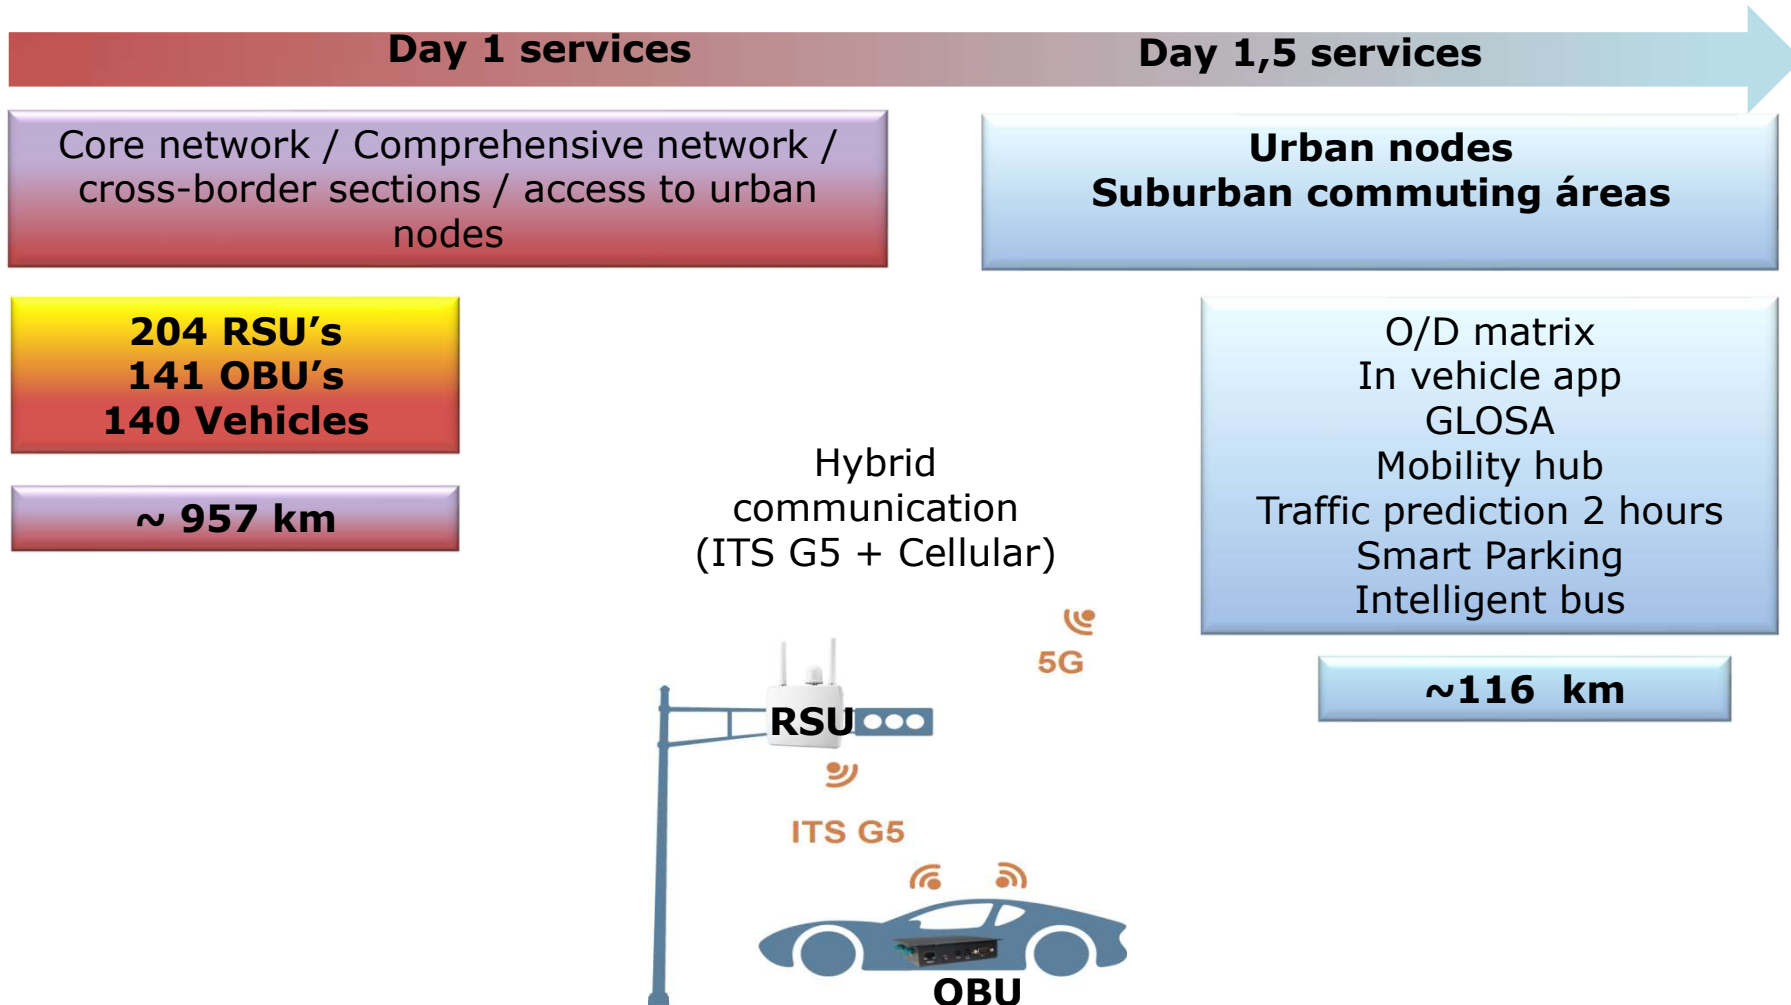 Day 1 services
Day 1,5 services
Core network / Comprehensive network /
cross-border sections / access to urban
nodes
Urban nodes
Suburban commuting áreas
204 RSU’s
141 OBU’s
140 Vehicles
~ 957 km
Hybrid
communication
(ITS G5 + Cellular)
O/D matrix
In vehicle app
GLOSA
Mobility hub
Traffic prediction 2 hours
Smart Parking
Intelligent bus
~116 km
5G
RSU
ITS G5
OBU